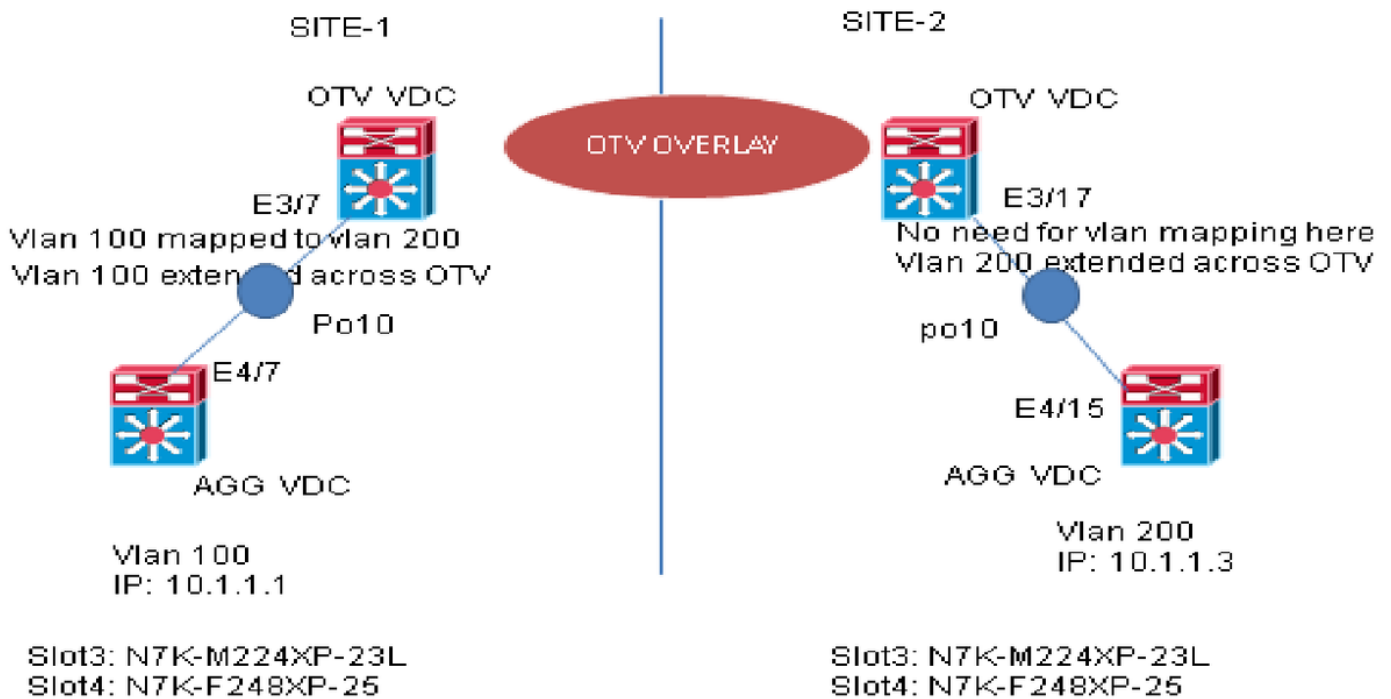 SITE-1
SITE-2
OTV VDC
OTV VDC
OTV OVERLAY
E3/7
Vlan 100 mapped to vlan 200
Vlan 100 extended across OTV
Po10
E4/7
AGG VDC
Vlan 100
IP: 10.1.1.1
Slot3: N7K-M224XP-23L
Slot4: N7K-F248XP-25
E3/17
No need for vlan mapping here
Vlan 200 extended across OTV
po10
E4/15
AGG VDC
Vlan 200
IP: 10.1.1.3
Slot3: N7K-M224XP-23L
Slot4: N7K-F248XP-25